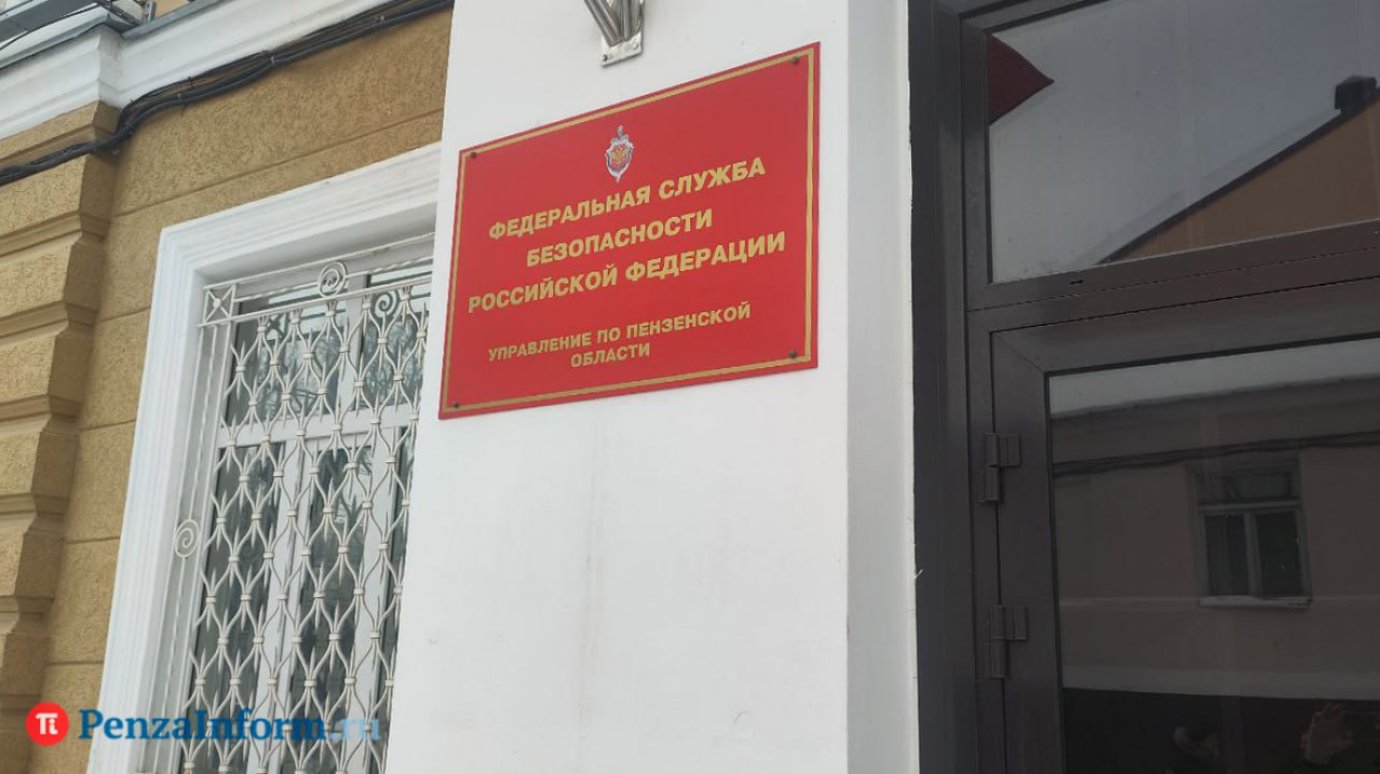 ФЕДЕРАЛЬНАЯ СЛУЖБА
БЕЗОПАСНОСТИ
РОССИЙСКОЙ ФЕДЕРАЦИИ
УПРАВЛЕНИЕ ПО ПЕНЗЕНСКОЙ
ОБЛАСТИ
π PenzaInform.ru